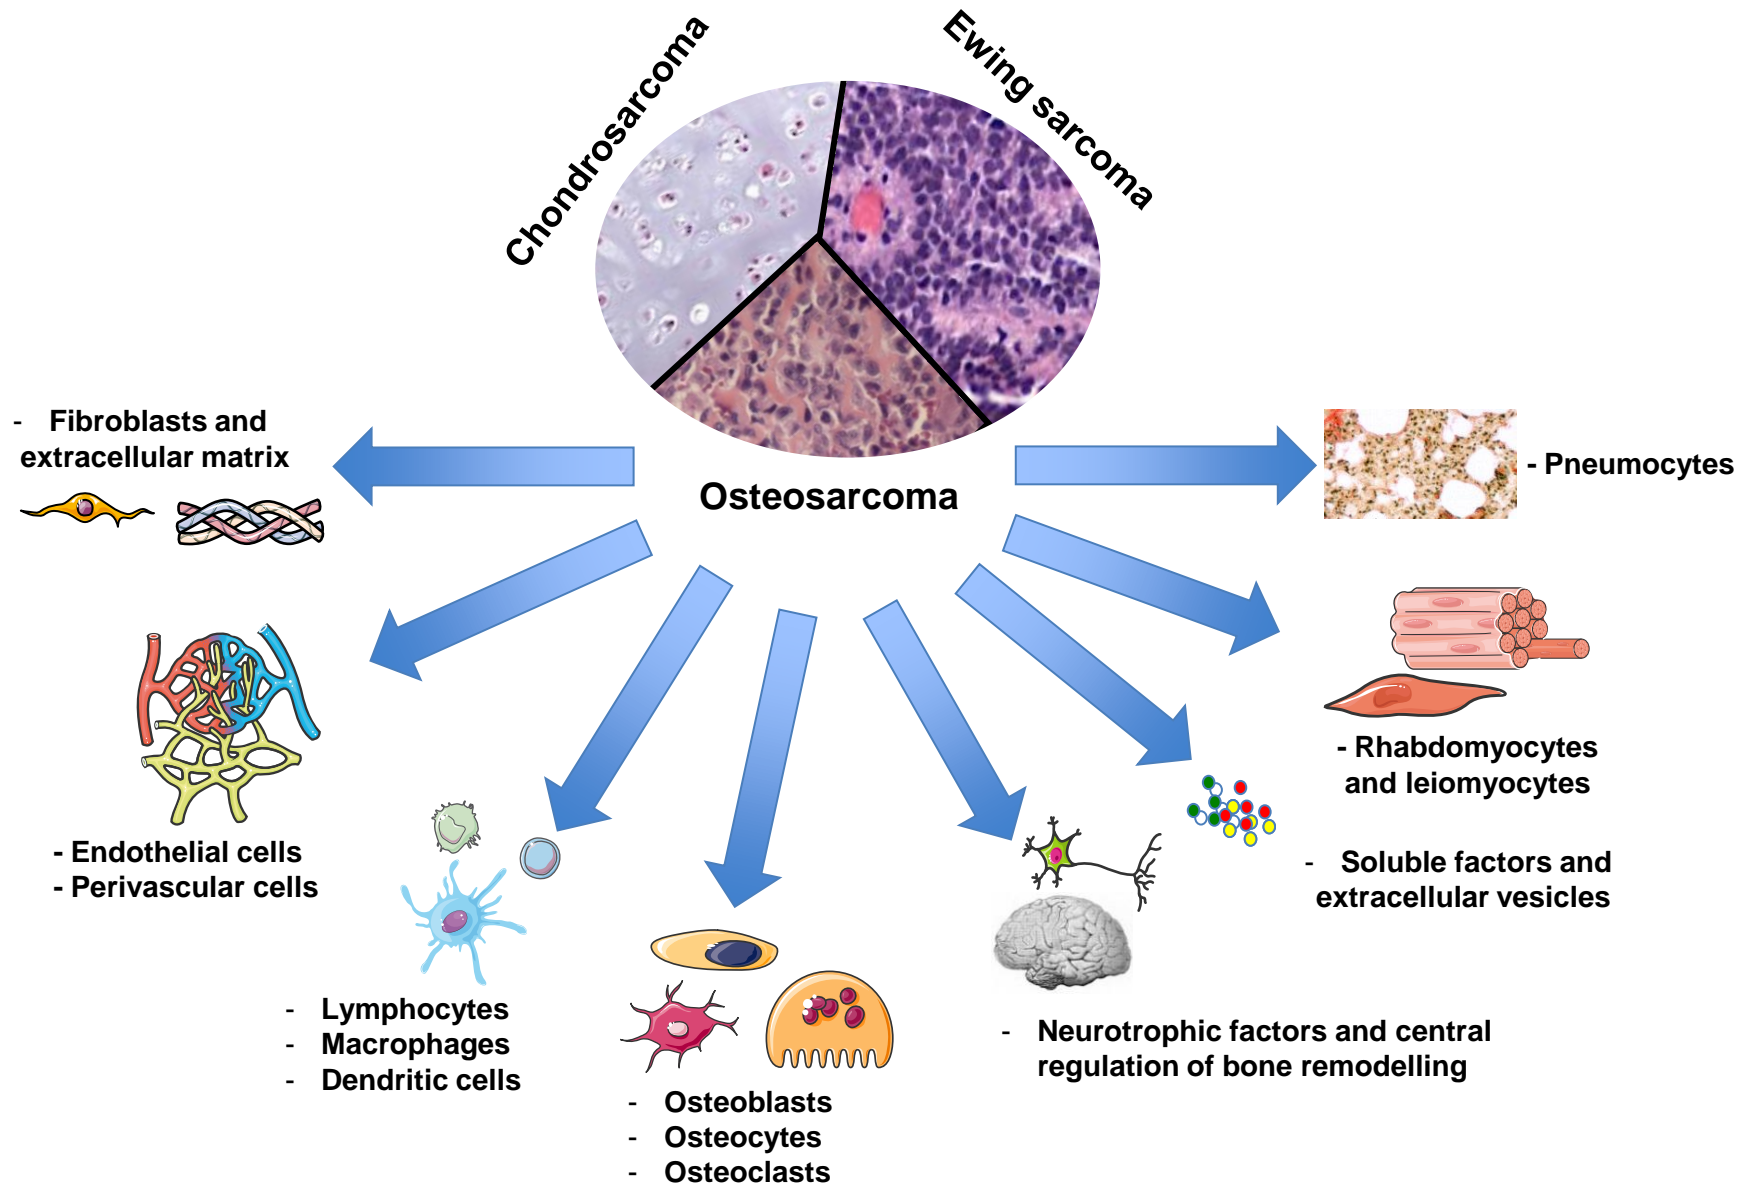 Chondrosarcoma
Ewing sarcoma
Osteosarcoma
- Fibroblasts and
extracellular matrix
- Pneumocytes
- Endothelial cells
- Perivascular cells
- Rhabdomyocytes
and leiomyocytes
- Soluble factors and
extracellular vesicles
- Lymphocytes
- Macrophages
- Dendritic cells
- Neurotrophic factors and central
regulation of bone remodelling
- Osteoblasts
- Osteocytes
- Osteoclasts